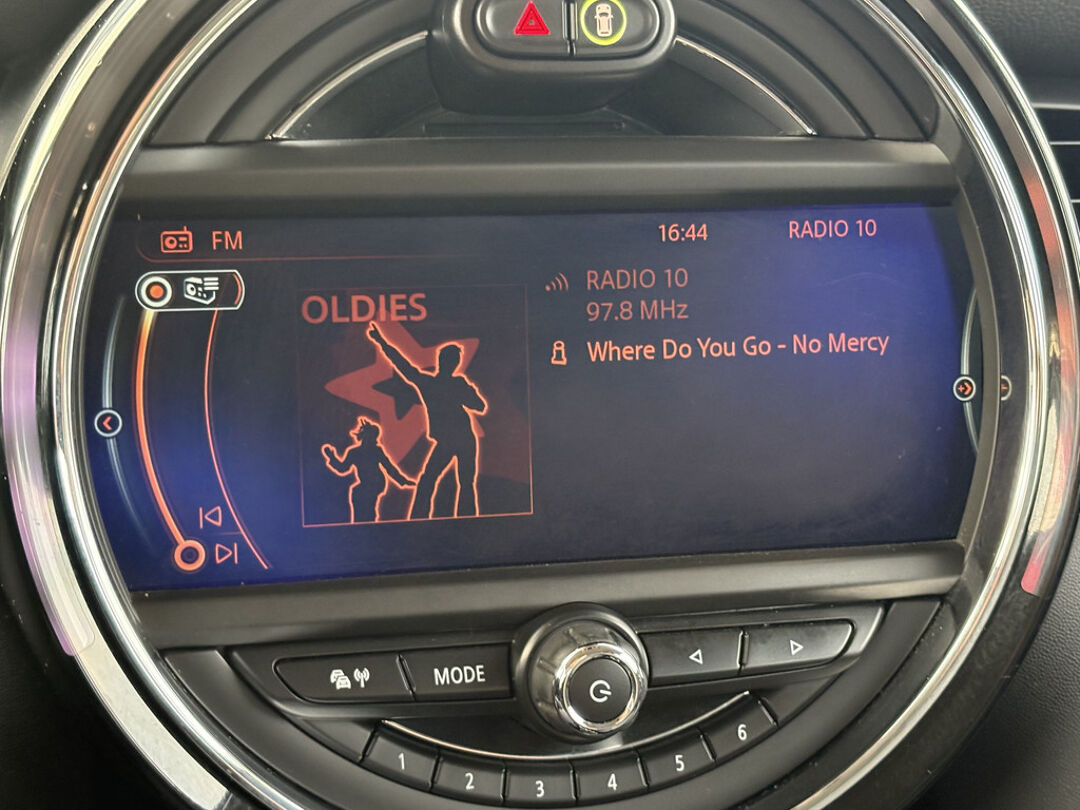 FM
16:44
RADIO 10
OLDIES
RADIO 10
97.8 MHz
Where Do You Go - No Mercy
MODE
1
2
3
4
5
6